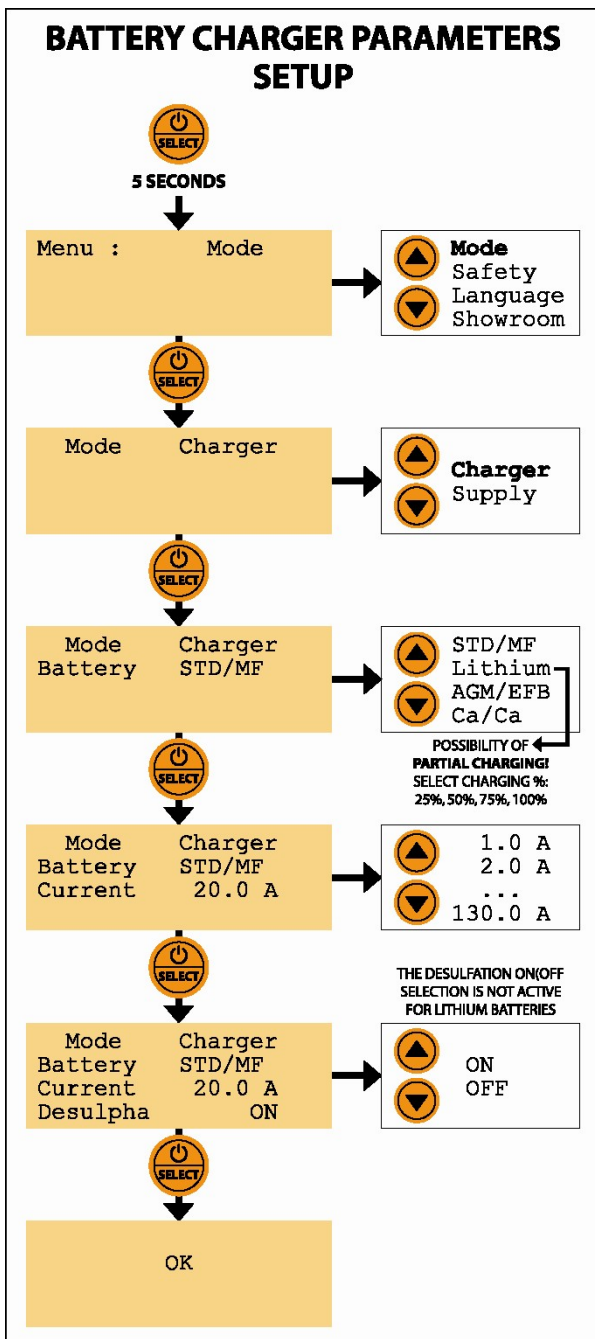 BATTERY CHARGER PARAMETERS
SETUP
SELECT
5 SECONDS
Menu : Mode
Mode
Safety
Language
Showroom
SELECT
Mode Charger
Charger
Supply
SELECT
Mode Charger
Battery STD/MF
STD/MF
Lithium
AGM/EFB
Ca/Ca
POSSIBILITY OF
PARTIAL CHARGING!
SELECT CHARGING %:
25%, 50%, 75%, 100%
SELECT
Mode Charger
Battery STD/MF
Current 20.0 A
1.0 A
2.0 A
...
130.0 A
SELECT
THE DESULFATION ON(OFF
SELECTION IS NOT ACTIVE
FOR LITHIUM BATTERIES
Mode Charger
Battery STD/MF
Current 20.0 A
Desulpha ON
ON
OFF
SELECT
OK